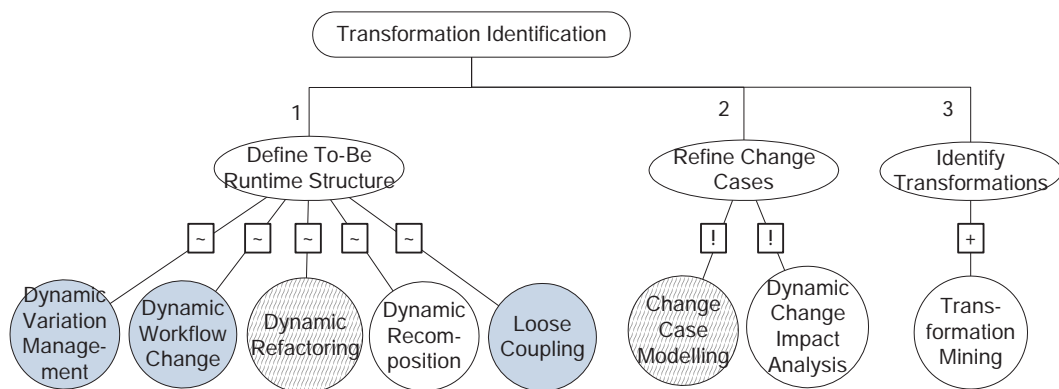 Transformation Identification
1
2
3
Define To-Be
Runtime Structure
Refine Change
Cases
Identify
Transformations
~
~
~
~
~
!
!
+
Dynamic
Variation
Manage-
ment
Dynamic
Workflow
Change
Dynamic
Refactoring
Dynamic
Recom-
position
Loose
Coupling
Change
Case
Modelling
Dynamic
Change
Impact
Analysis
Trans-
formation
Mining